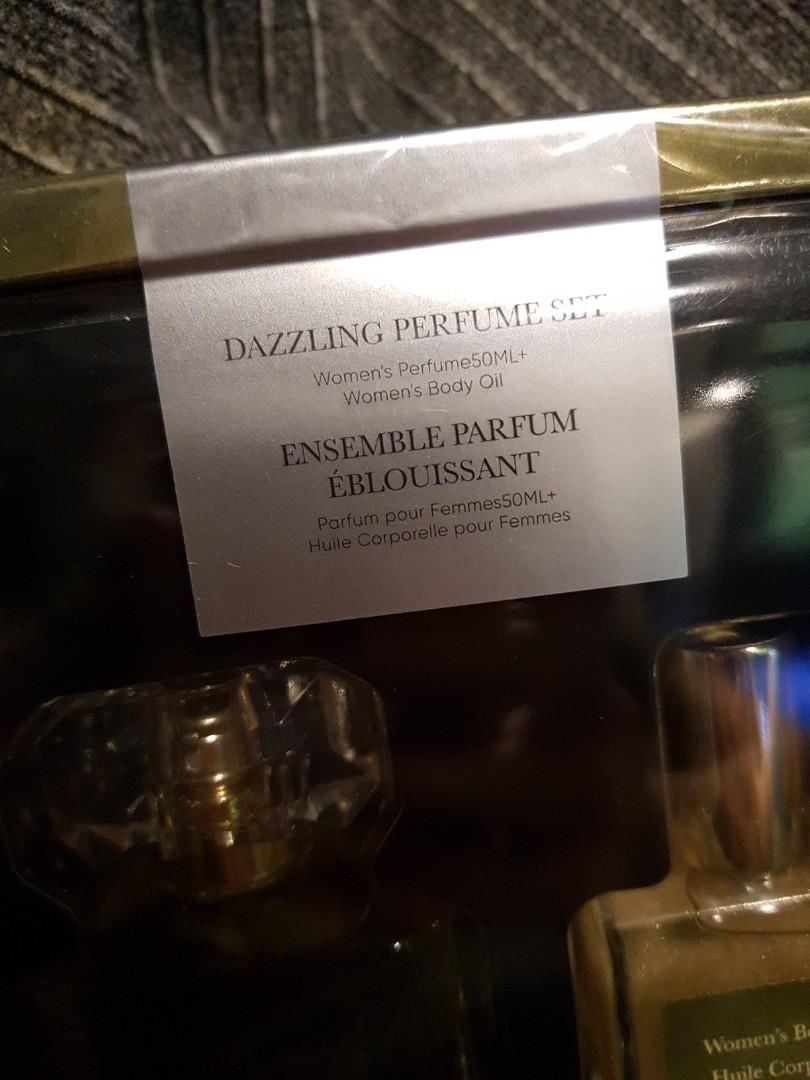 DAZZLING PERFUME SET
Women's Perfume50ML+
Women's Body Oil
ENSEMBLE PARFUM
ÉBLOUISSANT
Parfum pour Femmes50ML+
Huile Corporelle pour Femmes
Women's
Huile